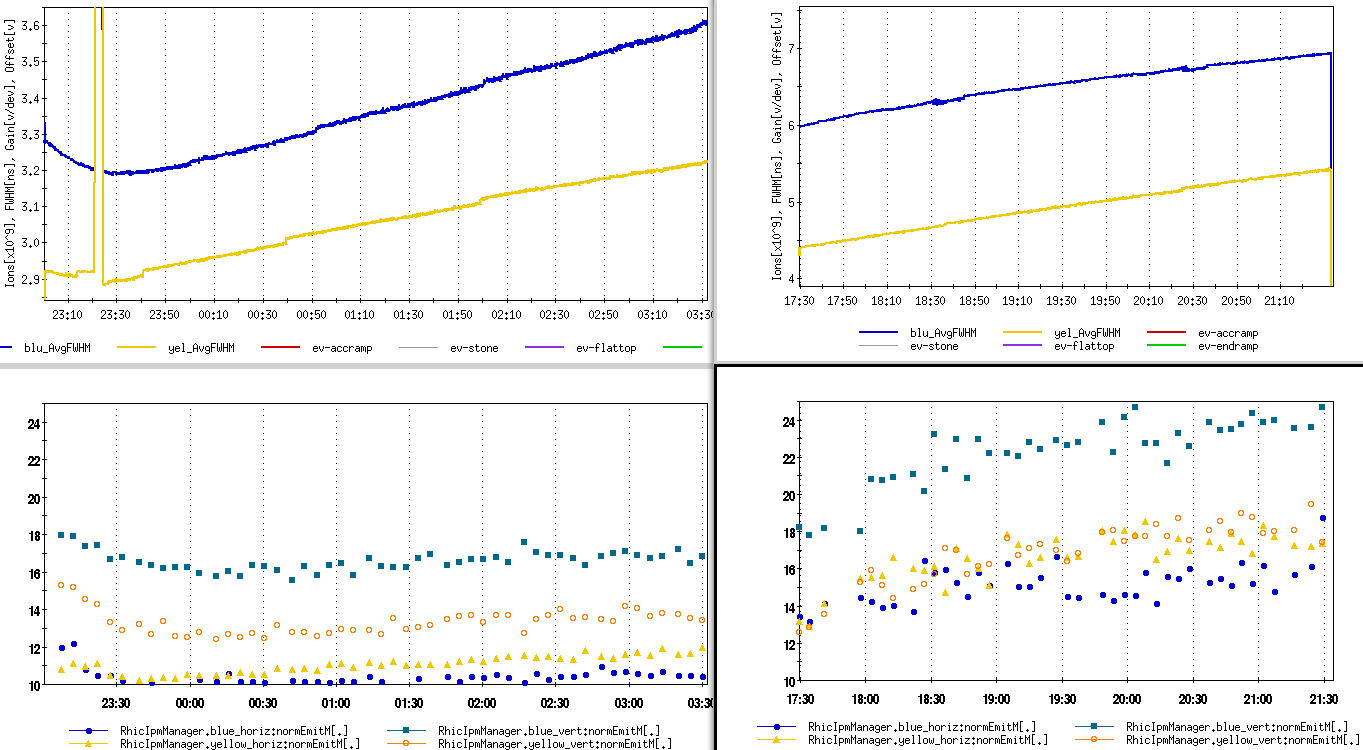 Ions[x10^9], FWHM[ns], Gain[v/dev], Offset[v]
3.6
3.5
3.4
3.3
3.2
3.1
3.0
2.9
23:10 23:30 23:50 00:10 00:30 00:50 01:10 01:30 01:50 02:10 02:30 02:50 03:10 03:30
blu_AvgFWHM yel_AvgFWHM ev-accramp ev-stone ev-flattop
Ions[x10^9], FWHM[ns], Gain[v/dev], Offset[v]
7
6
5
4
17:30 17:50 18:10 18:30 18:50 19:10 19:30 19:50 20:10 20:30 20:50 21:10
blu_AvgFWHM yel_AvgFWHM ev-accramp
ev-stone ev-flattop ev-endramp
24
22
20
18
16
14
12
10
23:30 00:00 00:30 01:00 01:30 02:00 02:30 03:00 03:30
RhicIpmManager.blue_horiz:normEmitM[.] RhicIpmManager.blue_vert:normEmitM[.]
RhicIpmManager.yellow_horiz:normEmitM[.] RhicIpmManager.yellow_vert:normEmitM[.]
24
22
20
18
16
14
12
10
17:30 18:00 18:30 19:00 19:30 20:00 20:30 21:00 21:30
RhicIpmManager.blue_horiz:normEmitM[.] RhicIpmManager.blue_vert:normEmitM[.]
RhicIpmManager.yellow_horiz:normEmitM[.] RhicIpmManager.yellow_vert:normEmitM[.]